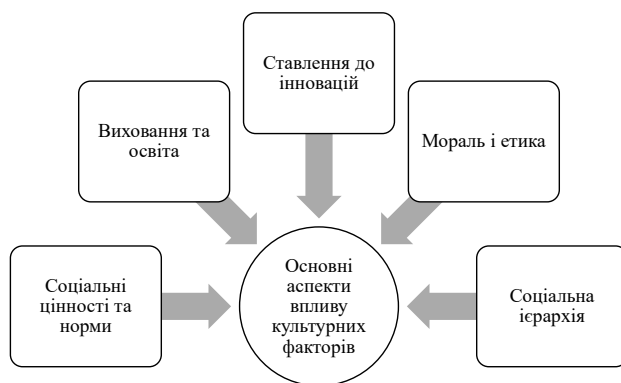 Ставлення до
інновацій
Виховання та
освіта
Мораль і етика
Соціальні
цінності та
норми
Основні
аспекти
впливу
культурних
факторів
Соціальна
ієрархія